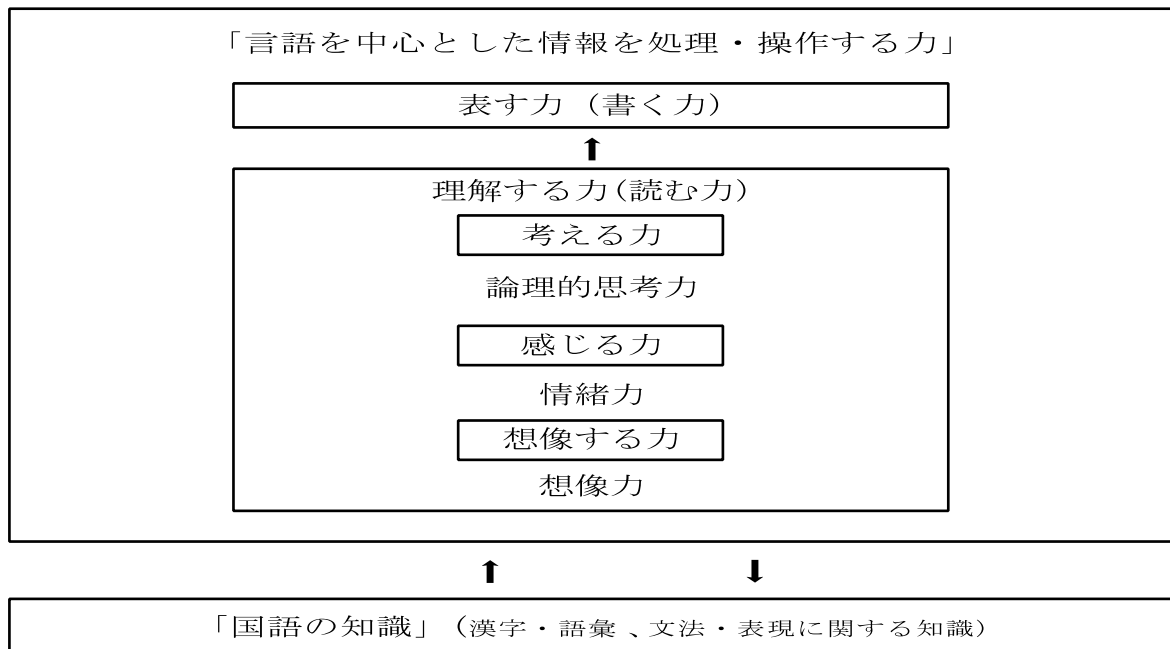 「言語を中心とした情報を処理・操作する力」
表す力（書く力）
⬆
理解する力(読む力)
考える力
論理的思考力
感じる力
情緒力
想像する力
想像力
⬆ ⬇
「国語の知識」（漢字・語彙、文法・表現に関する知識）